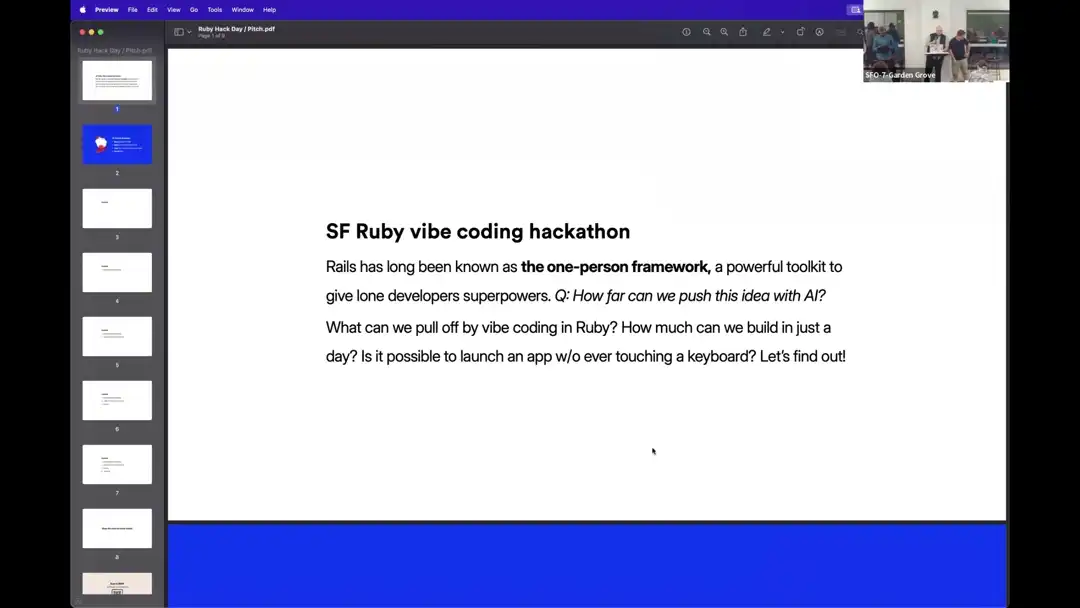 Preview File Edit View Go Tools Window Help
Ruby Hack Day / Pitch.pdf
Page 1 of 9
Ruby Hack Day / Pitch.pdf
1
2
3
4
5
6
7
8
SFO-7-Garden Grove
SF Ruby vibe coding hackathon
Rails has long been known as the one-person framework, a powerful toolkit to
give lone developers superpowers. Q: How far can we push this idea with AI?
What can we pull off by vibe coding in Ruby? How much can we build in just a
day? Is it possible to launch an app w/o ever touching a keyboard? Let's find out!